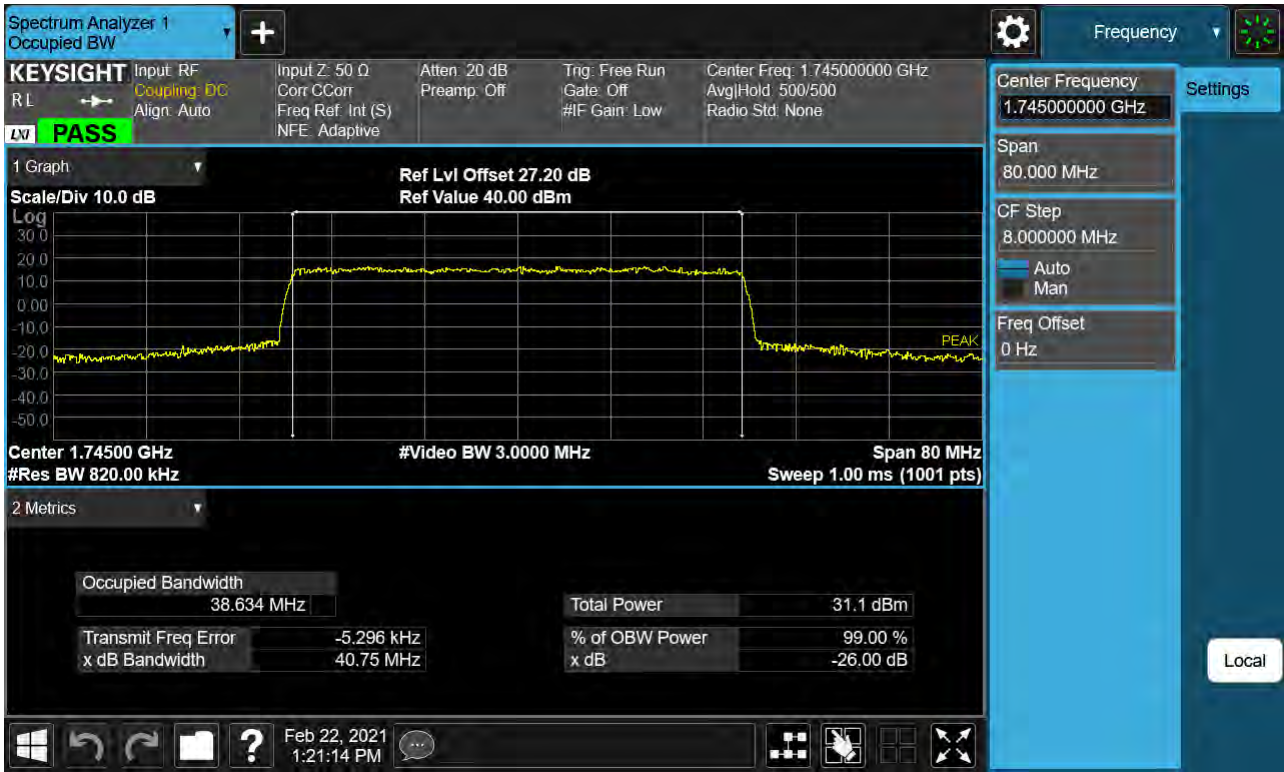 Spectrum Analyzer 1
Occupied BW
Frequency
KEYSIGHT
R L
LXI
PASS
Input: RF
Coupling: DC
Align: Auto
Input Z: 50 Ω
Corr CCorr
Freq Ref: Int (S)
NFE: Adaptive
Atten: 20 dB
Preamp: Off
Trig: Free Run
Gate: Off
#IF Gain: Low
Center Freq: 1.745000000 GHz
Avg|Hold: 500/500
Radio Std: None
Center Frequency
1.745000000 GHz
Settings
Span
80.000 MHz
CF Step
8.000000 MHz
Auto
Man
Freq Offset
0 Hz
1 Graph
Scale/Div 10.0 dB
Ref Lvl Offset 27.20 dB
Ref Value 40.00 dBm
Log
30.0
20.0
10.0
0.00
-10.0
-20.0
-30.0
-40.0
-50.0
PEAK
Center 1.74500 GHz
#Video BW 3.0000 MHz
Span 80 MHz
#Res BW 820.00 kHz
Sweep 1.00 ms (1001 pts)
2 Metrics
Occupied Bandwidth
38.634 MHz
Total Power 31.1 dBm
Transmit Freq Error -5.296 kHz
% of OBW Power 99.00 %
x dB Bandwidth 40.75 MHz
x dB -26.00 dB
Local
Feb 22, 2021
1:21:14 PM